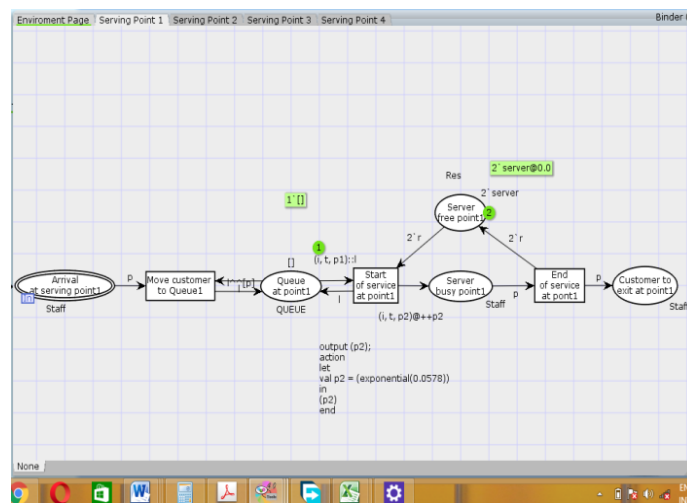 Enviroment Page
Serving Point 1
Serving Point 2
Serving Point 3
Serving Point 4
Binder
2`server@0.0
Res
1`[]
2`server
Server
free point1
2
1
[]
(i, t, p1)::l
2`r
2`r
Arrival
at serving point1
In
Staff
p
Move customer
to Queue1
l^^[p]
l
Queue
at point1
QUEUE
l
Start
of service
at point1
(i, t, p2)@++p2
Server
busy point1
Staff
p
End
of service
at pont1
p
Customer to
exit at point1
Staff
output (p2);
action
let
val p2 = (exponential(0.0578))
in
(p2)
end
None